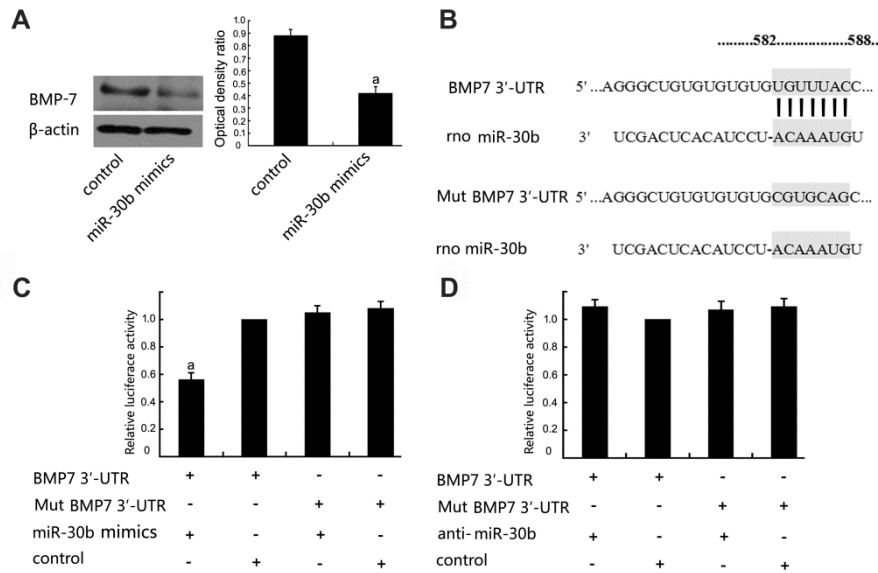 A
BMP-7
β-actin
control
miR-30b mimics
Optical density ratio
1.0
0.9
0.8
0.7
0.6
0.5
0.4
0.3
0.2
0.1
0
a
control
miR-30b mimics
B
.........582..................588..
BMP7 3'-UTR 5' ...AGGGCUGUGUGUGUGUGUUUACC...
rno miR-30b 3' UCGACUCACAUCCU-ACAAAUGU
Mut BMP7 3'-UTR 5' ...AGGGCUGUGUGUGUGCGUGCAGC...
rno miR-30b 3' UCGACUCACAUCCU-ACAAAUGU
C
Relative luciferace activity
1.0
0.8
0.6
0.4
0.2
0
a
BMP7 3'-UTR + + - -
Mut BMP7 3'-UTR - - + +
miR-30b mimics + - + -
control - + - +
D
Relative luciferace activity
1.0
0.8
0.6
0.4
0.2
0
BMP7 3'-UTR + + - -
Mut BMP7 3'-UTR - - + +
anti-miR-30b + - + -
control - + - +